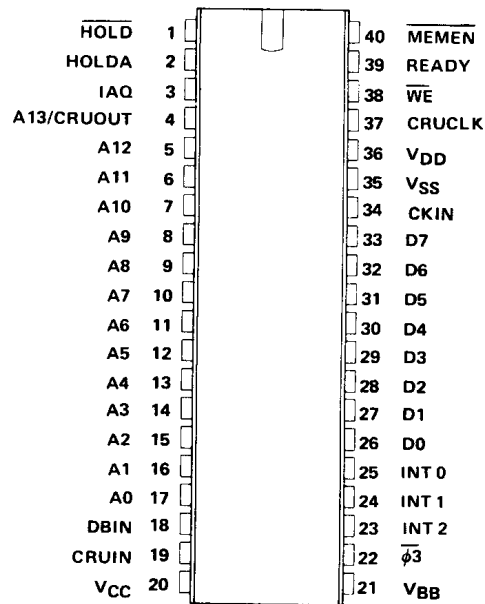 H̅O̅L̅D̅ 1 40 M̅E̅M̅E̅N̅
HOLDA 2 39 READY
IAQ 3 38 W̅E̅
A13/CRUOUT 4 37 CRUCLK
A12 5 36 VDD
A11 6 35 VSS
A10 7 34 CKIN
A9 8 33 D7
A8 9 32 D6
A7 10 31 D5
A6 11 30 D4
A5 12 29 D3
A4 13 28 D2
A3 14 27 D1
A2 15 26 D0
A1 16 25 INT 0
A0 17 24 INT 1
DBIN 18 23 INT 2
CRUIN 19 22 ϕ̅3̅
VCC 20 21 VBB